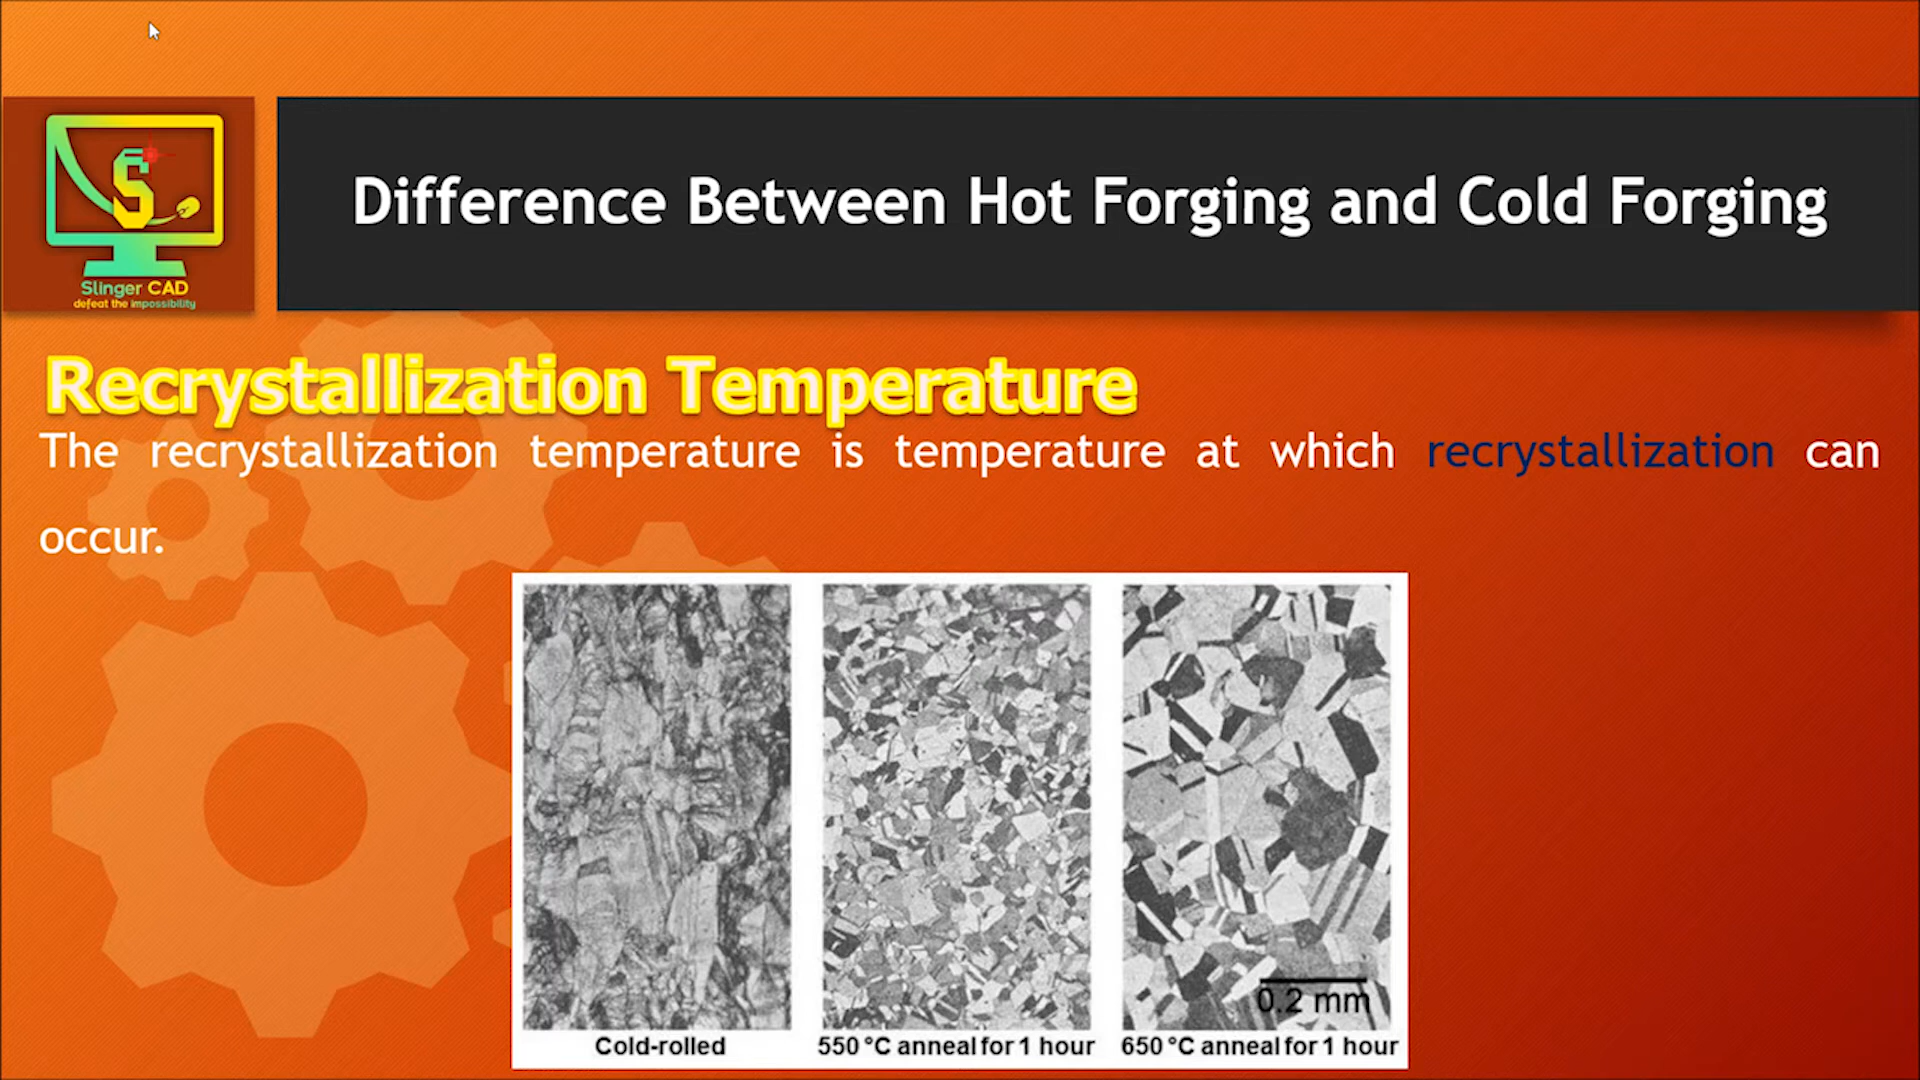 Difference Between Hot Forging and Cold Forging
S
Slinger CAD
defeat the impossibility
Recrystallization Temperature
The recrystallization temperature is temperature at which recrystallization can
occur.
0.2 mm
Cold-rolled
550 °C anneal for 1 hour
650 °C anneal for 1 hour